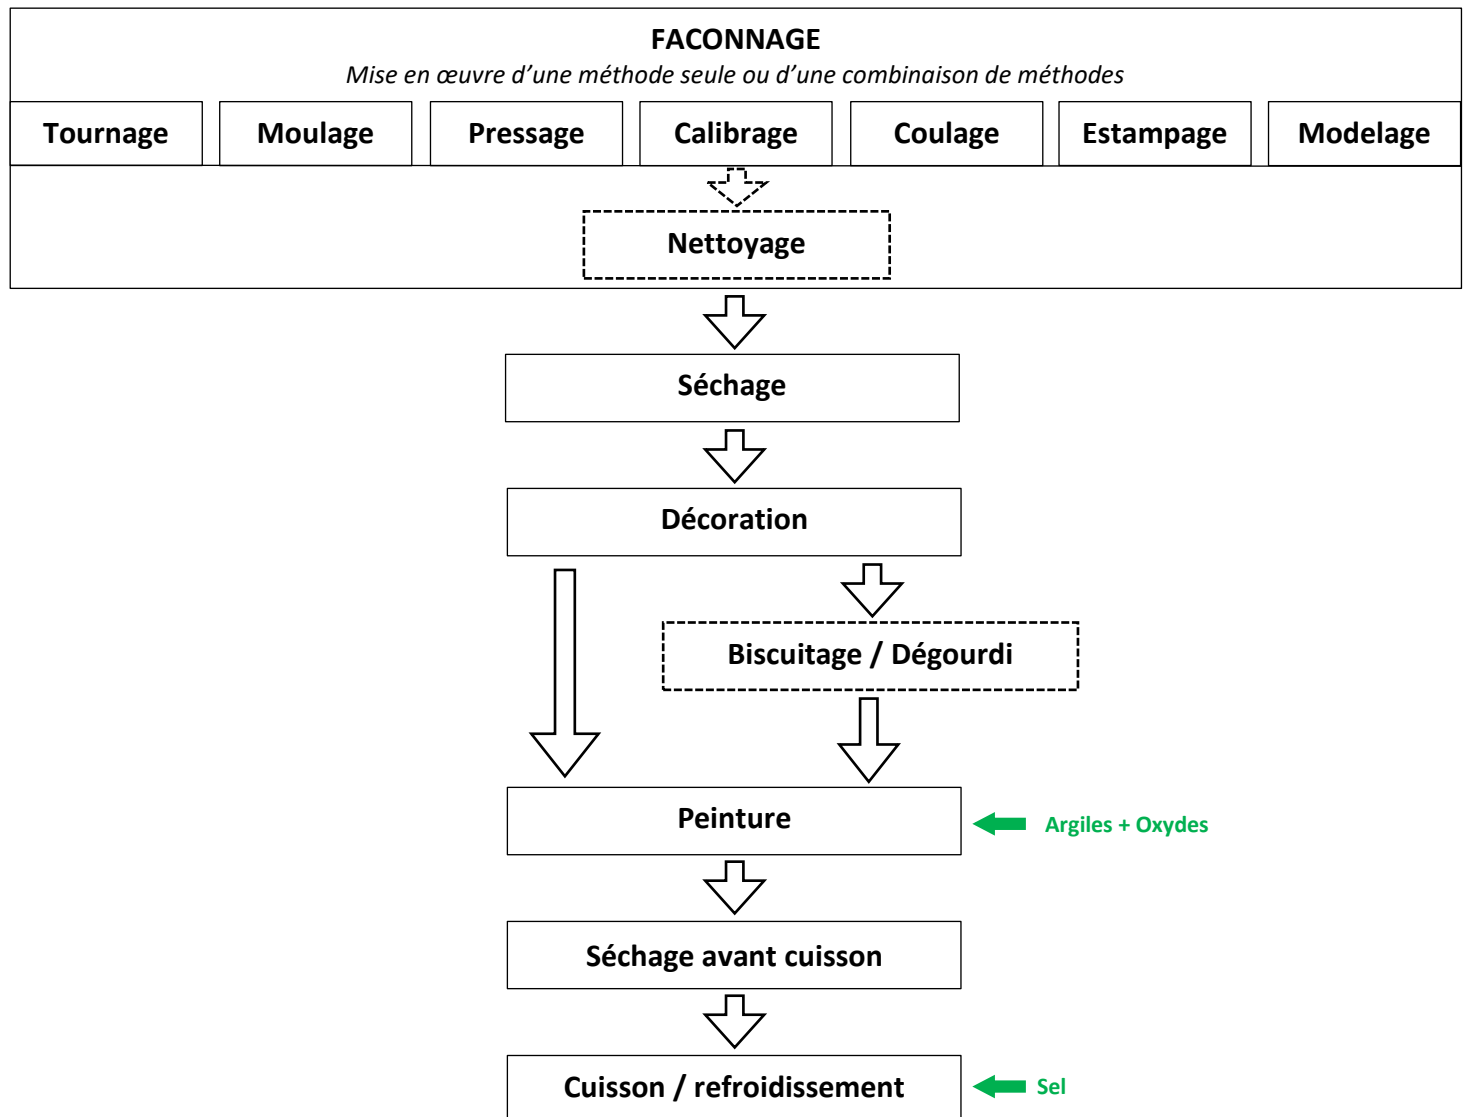 FACONNAGE
Mise en œuvre d’une méthode seule ou d’une combinaison de méthodes
Tournage
Moulage
Pressage
Calibrage
Coulage
Estampage
Modelage
Nettoyage
Séchage
Décoration
Biscuitage / Dégourdi
Peinture
Argiles + Oxydes
Séchage avant cuisson
Cuisson / refroidissement
Sel